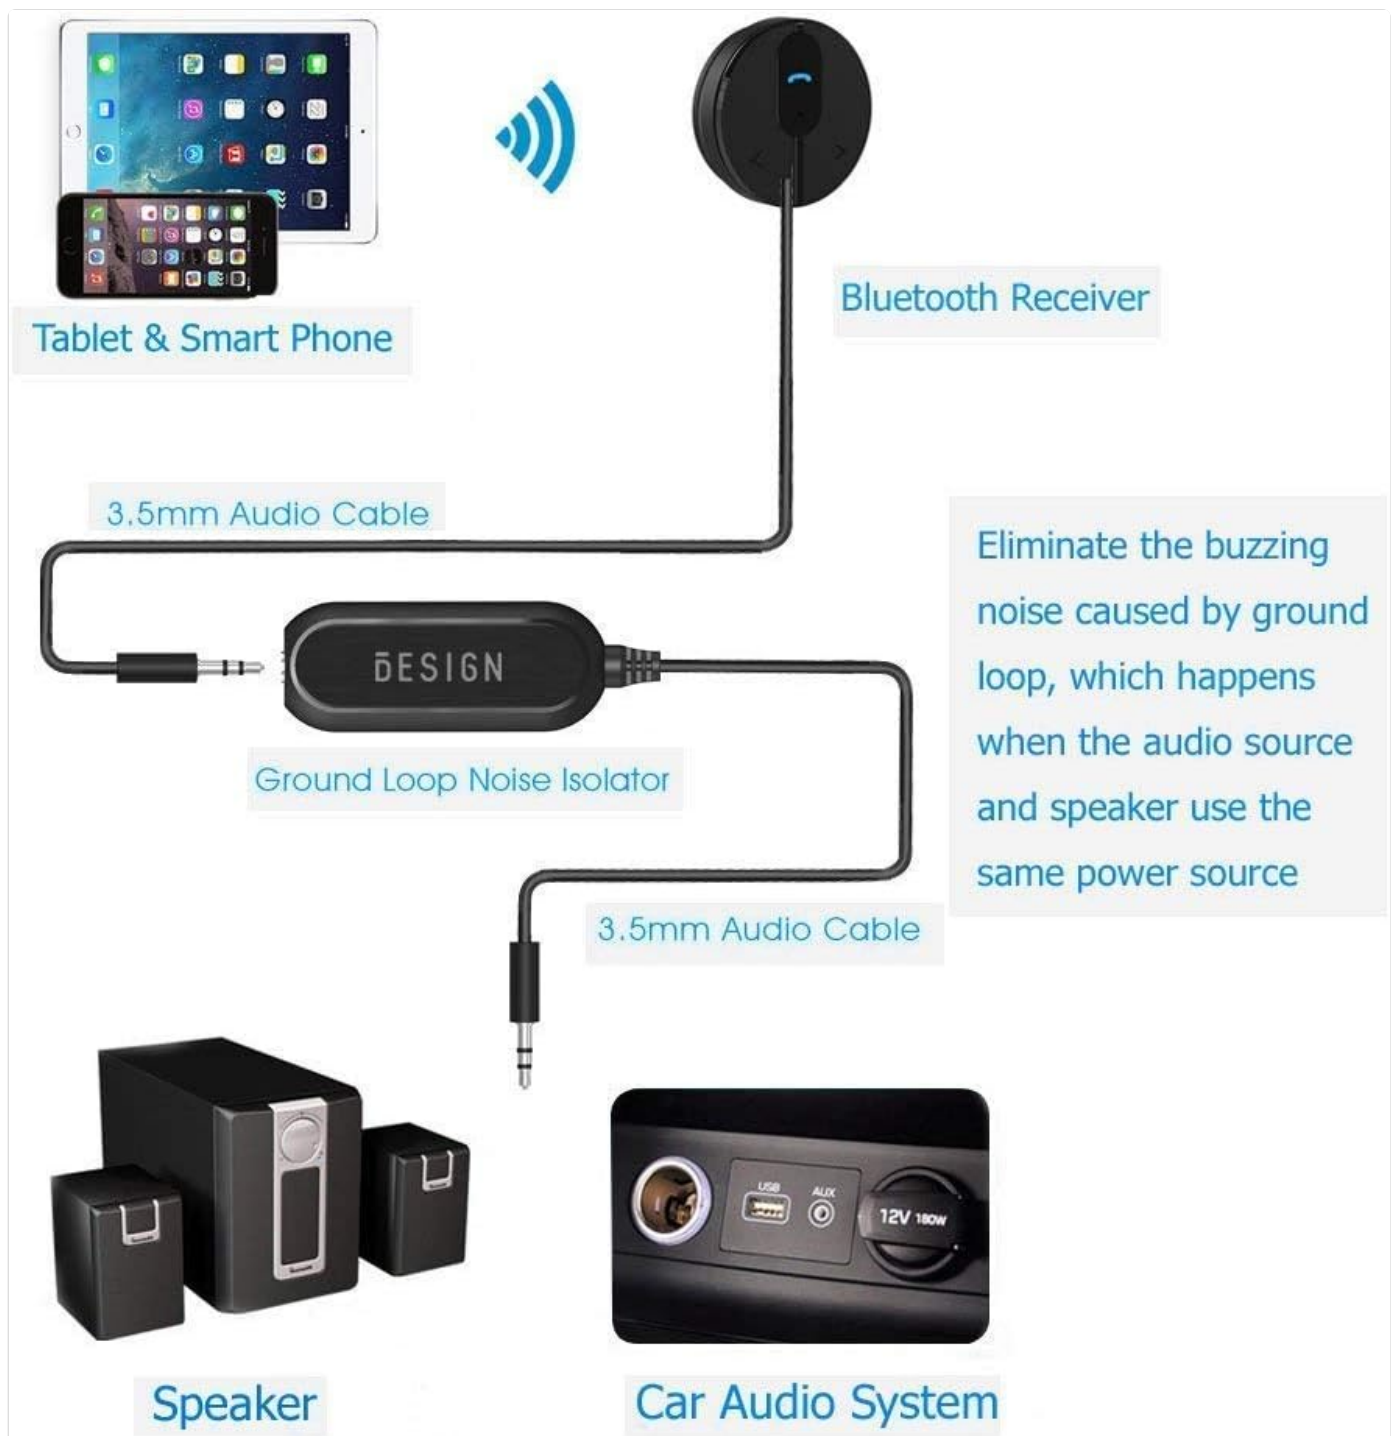 Tablet & Smart Phone
Bluetooth Receiver
3.5mm Audio Cable
DESIGN
Ground Loop Noise Isolator
Eliminate the buzzing
noise caused by ground
loop, which happens
when the audio source
and speaker use the
same power source
3.5mm Audio Cable
USB
AUX
12V 180W
Speaker
Car Audio System